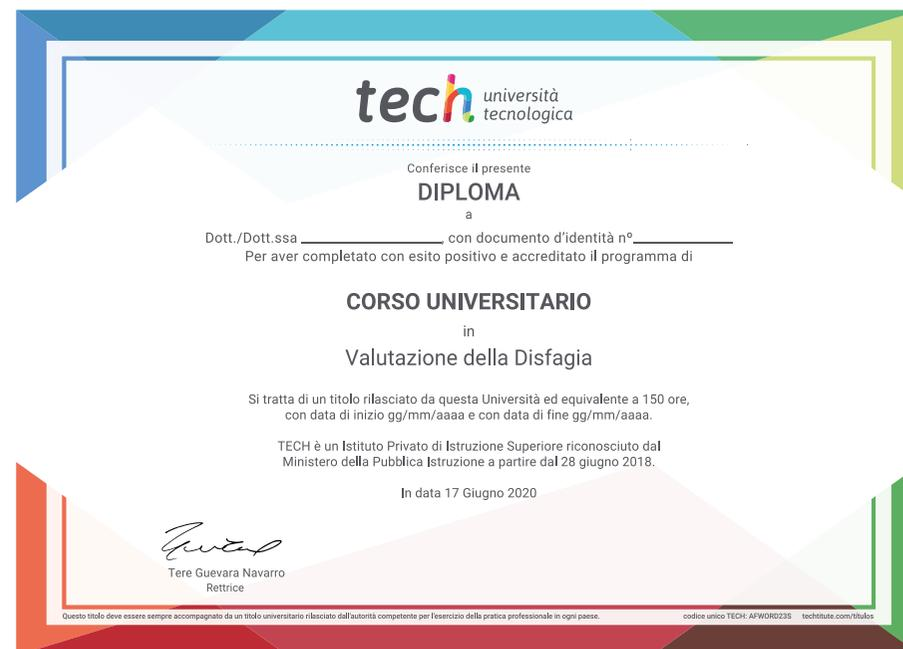 tech università
tecnologica
Conferisce il presente
DIPLOMA
a
Dott./Dott.ssa ________________, con documento d'identità nº____________
Per aver completato con esito positivo e accreditato il programma di
CORSO UNIVERSITARIO
in
Valutazione della Disfagia
Si tratta di un titolo rilasciato da questa Università ed equivalente a 150 ore,
con data di inizio gg/mm/aaaa e con data di fine gg/mm/aaaa.
TECH è un Istituto Privato di Istruzione Superiore riconosciuto dal
Ministero della Pubblica Istruzione a partire dal 28 giugno 2018.
In data 17 Giugno 2020
Tere Guevara Navarro
Rettrice
Questo titolo deve essere sempre accompagnato da un titolo universitario rilasciato dall'autorità competente per l'esercizio della pratica professionale in ogni paese. codice unico TECH: AFWORD23S techtitute.com/titulos